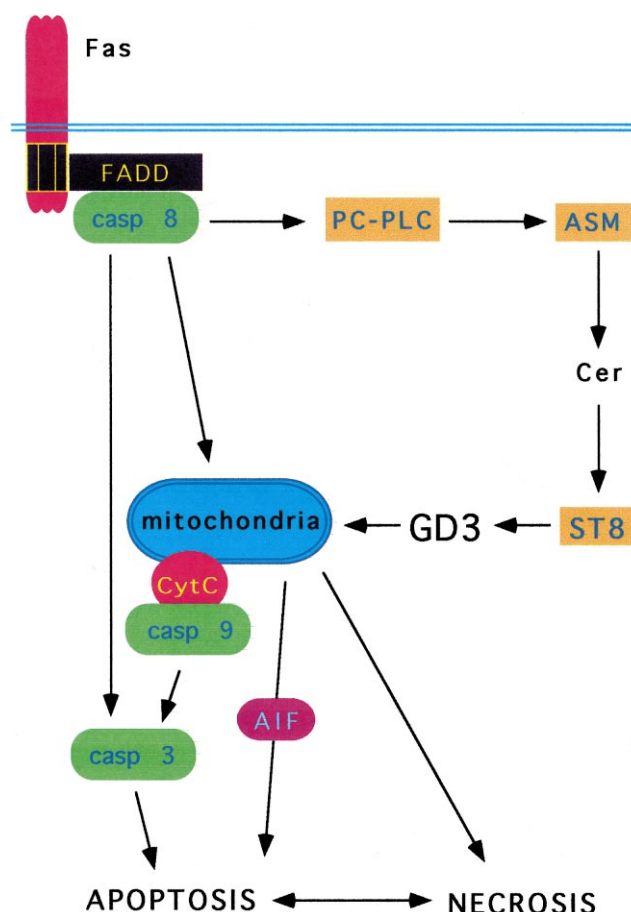 Fas
FADD
casp 8
PC-PLC
ASM
Cer
mitochondria
GD3
ST8
CytC
casp 9
AIF
casp 3
APOPTOSIS
NECROSIS